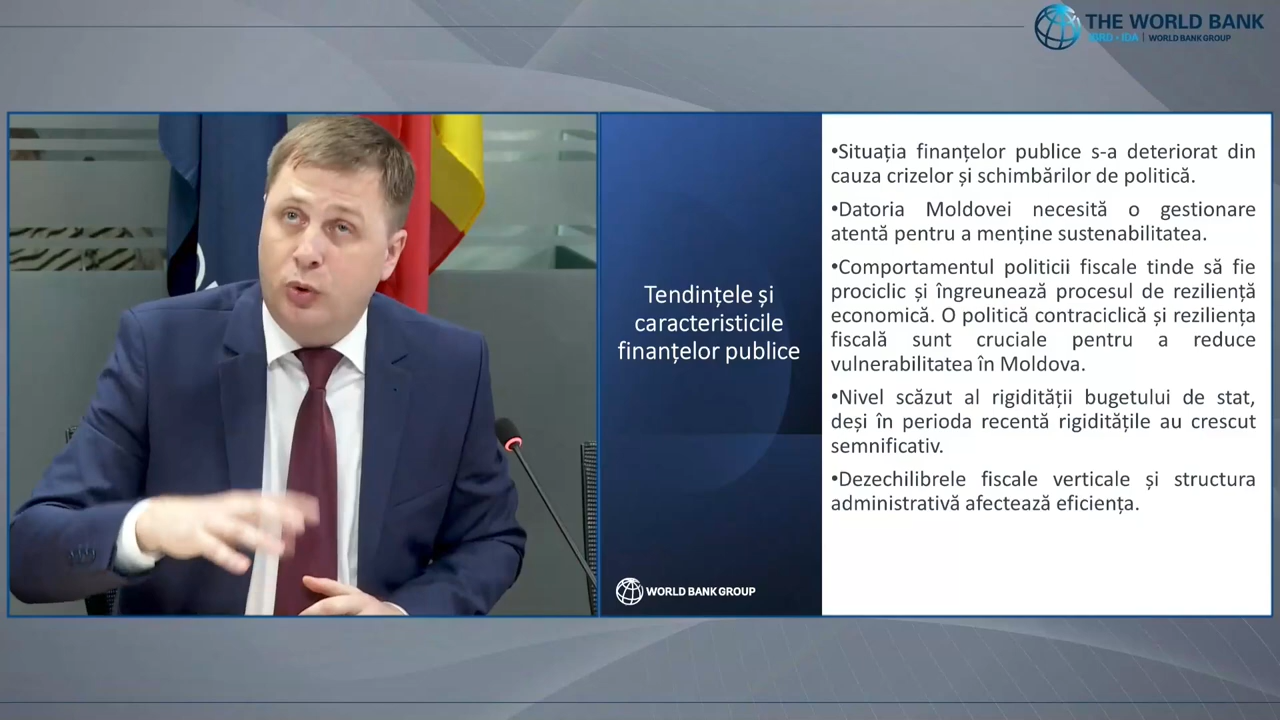 THE WORLD BANK
IBRD • IDA | WORLD BANK GROUP
Tendințele și
caracteristicile
finanțelor publice
WORLD BANK GROUP
•Situația finanțelor publice s-a deteriorat din
cauza crizelor și schimbărilor de politică.
•Datoria Moldovei necesită o gestionare
atentă pentru a menține sustenabilitatea.
•Comportamentul politicii fiscale tinde să fie
prociclic și îngreunează procesul de reziliență
economică. O politică contraciclică și reziliența
fiscală sunt cruciale pentru a reduce
vulnerabilitatea în Moldova.
•Nivel scăzut al rigidității bugetului de stat,
deși în perioda recentă rigiditățile au crescut
semnificativ.
•Dezechilibrele fiscale verticale și structura
administrativă afectează eficiența.